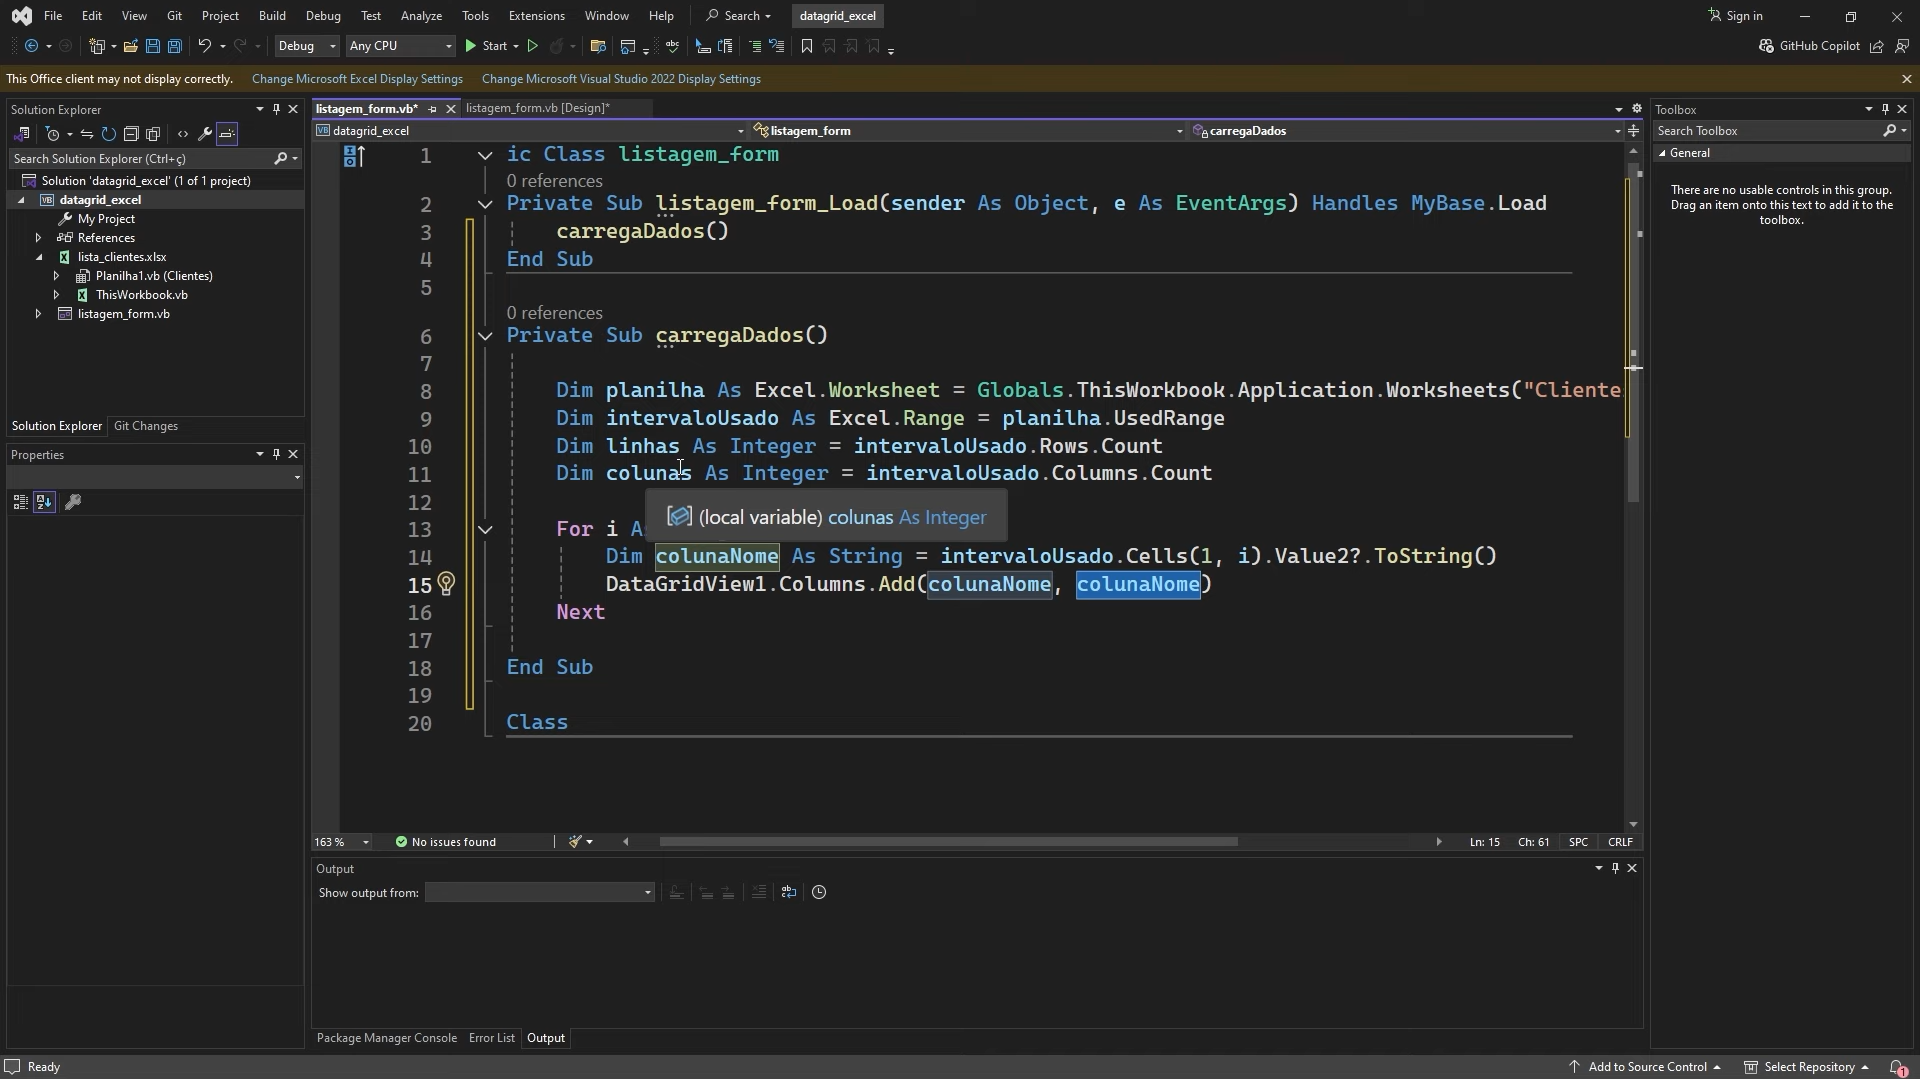 File Edit View Git Project Build Debug Test Analyze Tools Extensions Window Help Search datagrid_excel Sign in
Debug Any CPU Start GitHub Copilot
This Office client may not display correctly. Change Microsoft Excel Display Settings Change Microsoft Visual Studio 2022 Display Settings
Solution Explorer
Search Solution Explorer (Ctrl+ç)
Solution 'datagrid_excel' (1 of 1 project)
datagrid_excel
My Project
References
lista_clientes.xlsx
Planilha1.vb (Clientes)
ThisWorkbook.vb
listagem_form.vb
Solution Explorer Git Changes
Properties
listagem_form.vb* listagem_form.vb [Design]*
datagrid_excel listagem_form carregaDados
1 ic Class listagem_form
0 references
2 Private Sub listagem_form_Load(sender As Object, e As EventArgs) Handles MyBase.Load
3 carregaDados()
4 End Sub
5
0 references
6 Private Sub carregaDados()
7
8 Dim planilha As Excel.Worksheet = Globals.ThisWorkbook.Application.Worksheets("Cliente
9 Dim intervaloUsado As Excel.Range = planilha.UsedRange
10 Dim linhas As Integer = intervaloUsado.Rows.Count
11 Dim colunas As Integer = intervaloUsado.Columns.Count
12
(local variable) colunas As Integer
13 For i As
14 Dim colunaNome As String = intervaloUsado.Cells(1, i).Value2?.ToString()
15 DataGridView1.Columns.Add(colunaNome, colunaNome)
16 Next
17
18 End Sub
19
20 Class
163 % No issues found Ln: 15 Ch: 61 SPC CRLF
Output
Show output from:
Package Manager Console Error List Output
Toolbox
Search Toolbox
General
There are no usable controls in this group.
Drag an item onto this text to add it to the
toolbox.
Ready Add to Source Control Select Repository 1